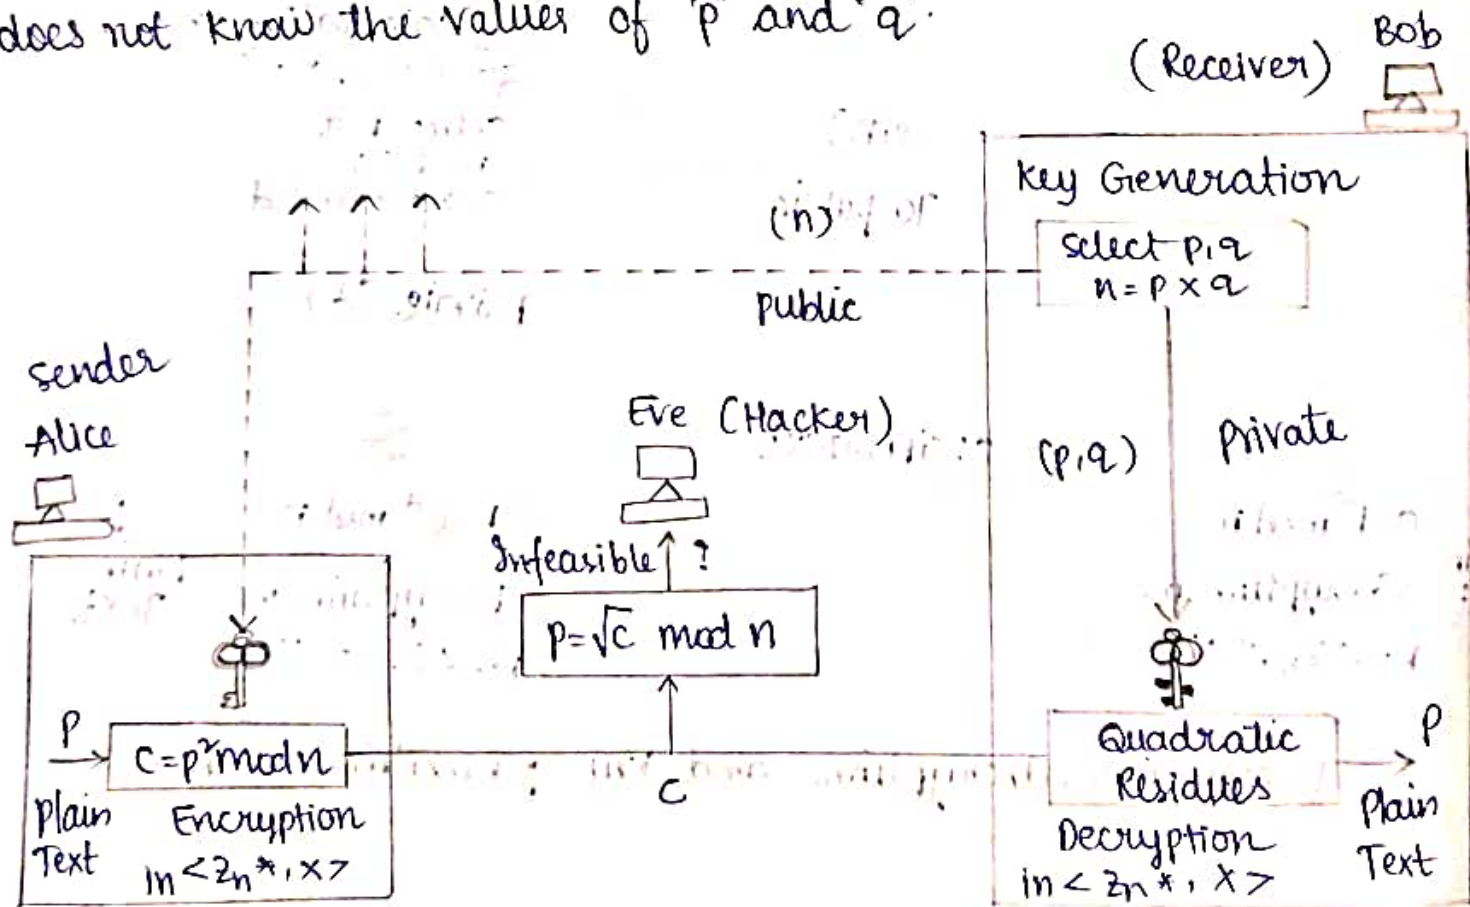 does not know the values of p and q.
Bob
(Receiver)
Key Generation
Select p,q
n = p x q
(n)
public
Sender
Alice
Eve (Hacker)
(p,q)
Private
Infeasible ?
P=√C mod n
P
C=p² mod n
C
Quadratic
Residues
P
Plain
Text
Encryption
in <Zn*, x>
Decryption
in < Zn*, X >
Plain
Text